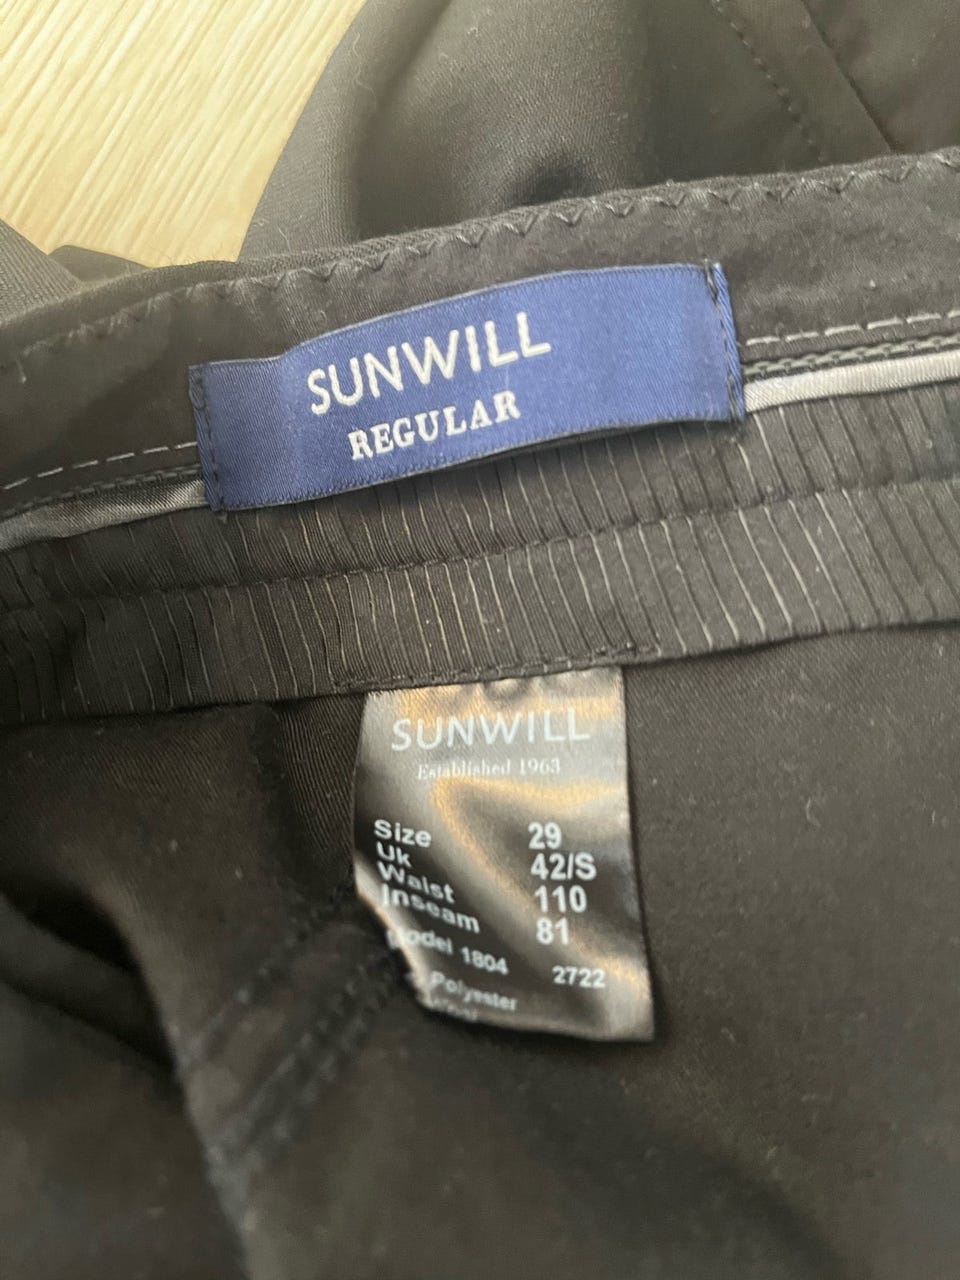 SUNWILL
REGULAR
SUNWILL
Established 1963
Size 29
Uk 42/S
Waist 110
Inseam 81
Model 1804 2722
Polyester